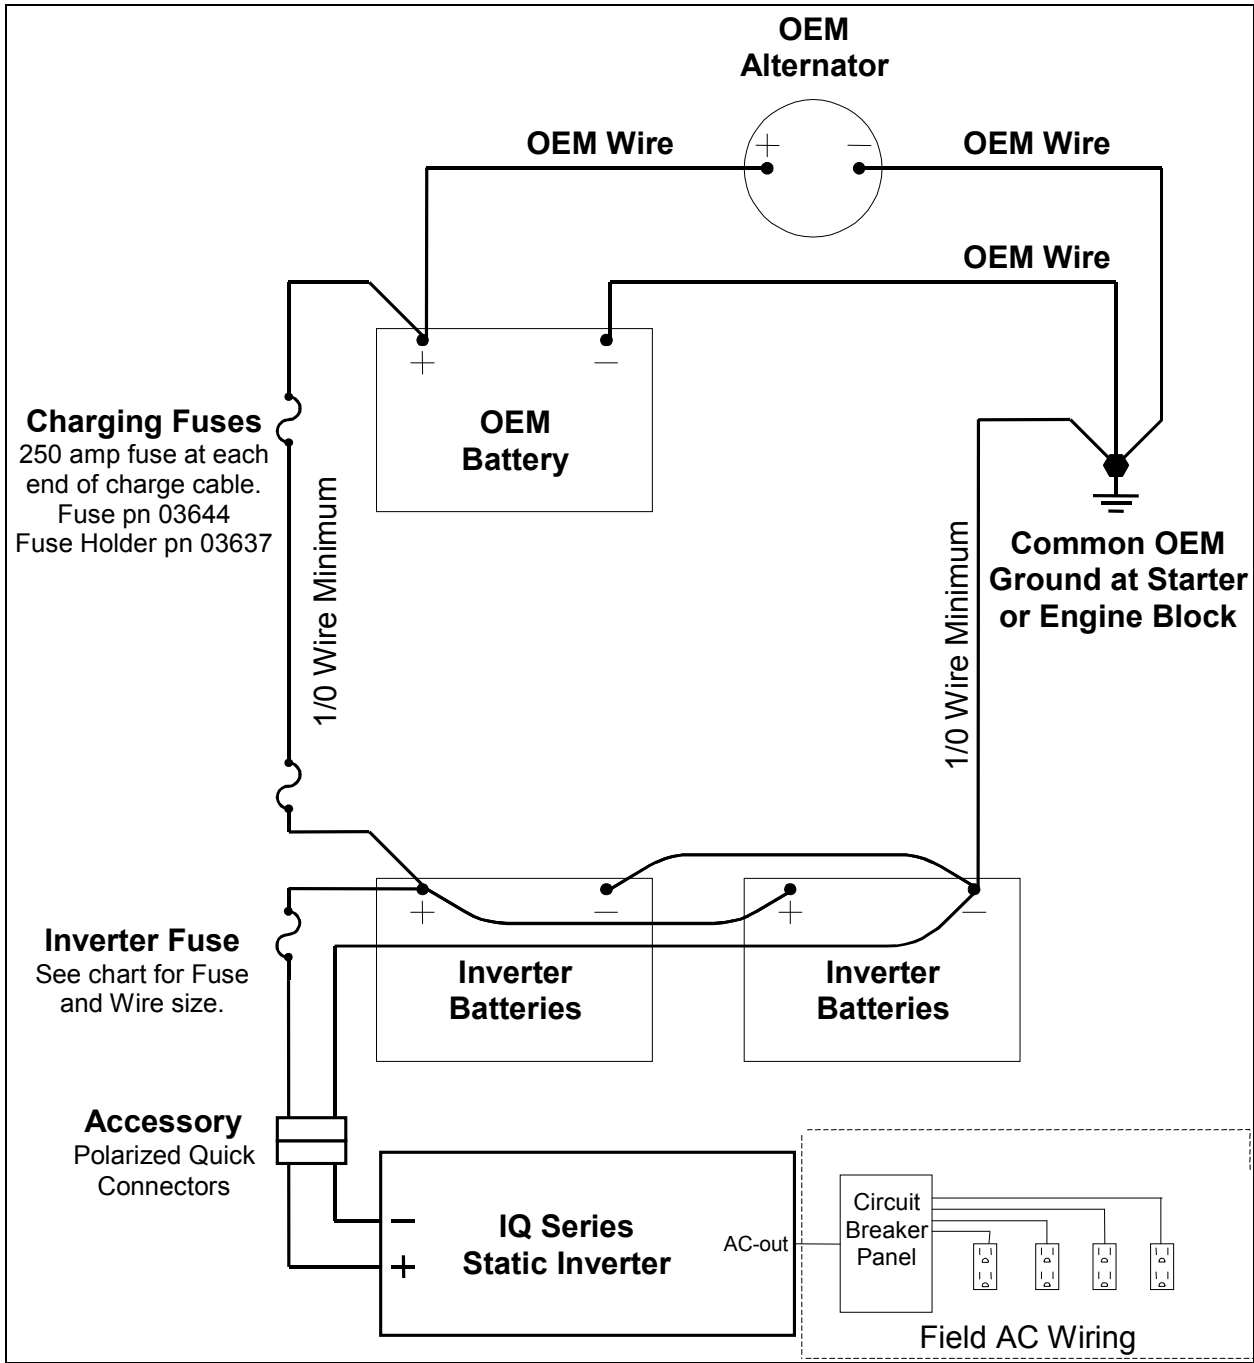 OEM
Alternator
+
−
OEM Wire
OEM Wire
OEM Wire
+
−
OEM
Battery
Charging Fuses
250 amp fuse at each
end of charge cable.
Fuse pn 03644
Fuse Holder pn 03637
1/0 Wire Minimum
1/0 Wire Minimum
Common OEM
Ground at Starter
or Engine Block
+
−
+
−
Inverter Fuse
See chart for Fuse
and Wire size.
Inverter
Batteries
Inverter
Batteries
Accessory
Polarized Quick
Connectors
−
+
IQ Series
Static Inverter
AC-out
Circuit
Breaker
Panel
Field AC Wiring